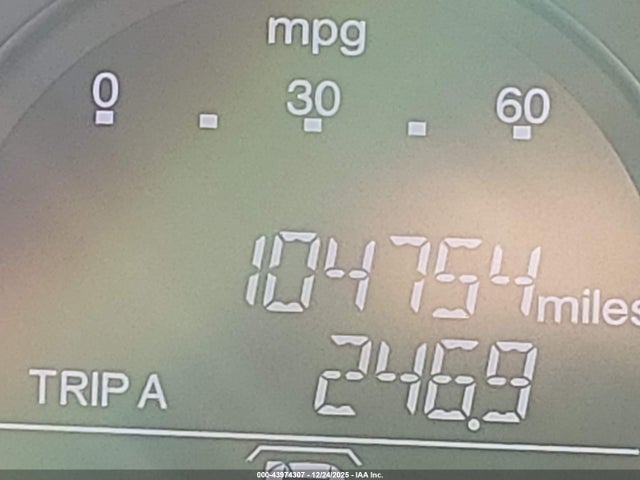 mpg
0 30 60
104754 miles
TRIP A 246.9
000-43974307 - 12/24/2025 - IAA Inc.